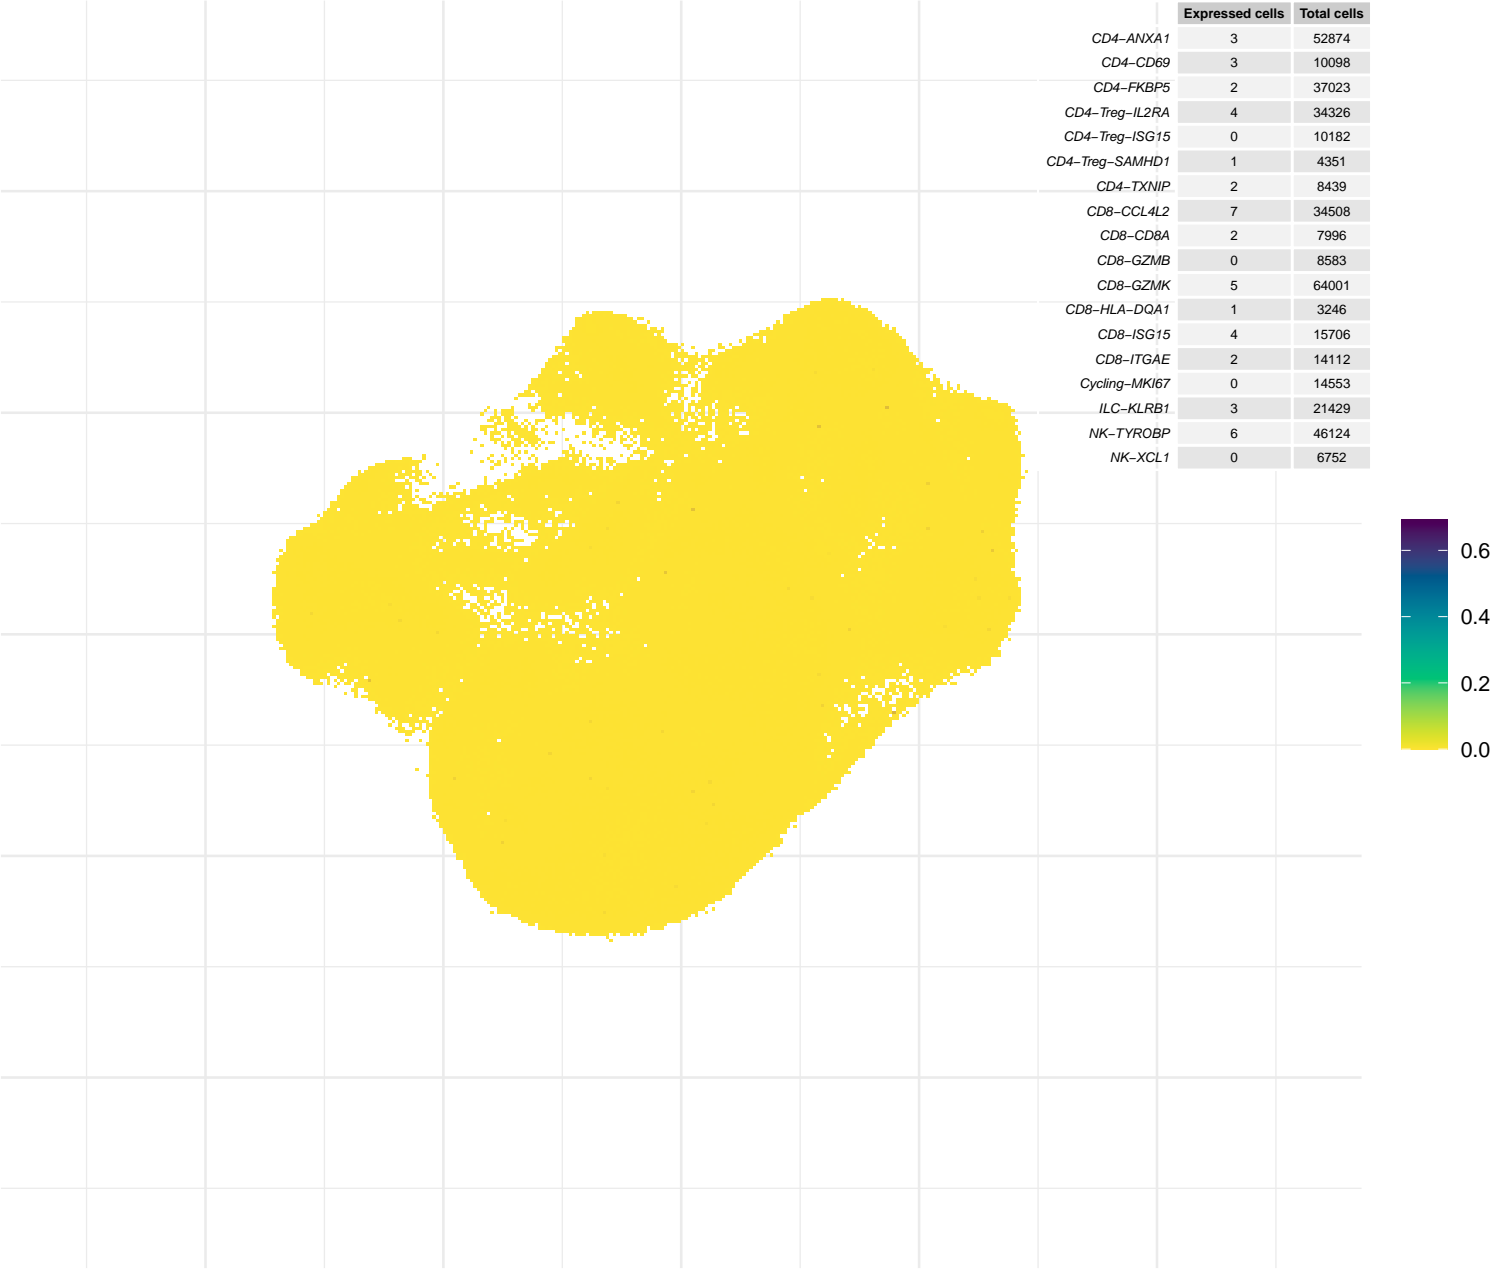 Expressed cells Total cells
CD4−ANXA1 3 52874
CD4−CD69 3 10098
CD4−FKBP5 2 37023
CD4−Treg−IL2RA 4 34326
CD4−Treg−ISG15 0 10182
CD4−Treg−SAMHD1 1 4351
CD4−TXNIP 2 8439
CD8−CCL4L2 7 34508
CD8−CD8A 2 7996
CD8−GZMB 0 8583
CD8−GZMK 5 64001
CD8−HLA−DQA1 1 3246
CD8−ISG15 4 15706
CD8−ITGAE 2 14112
Cycling−MKI67 0 14553
ILC−KLRB1 3 21429
NK−TYROBP 6 46124
NK−XCL1 0 6752
0.6
0.4
0.2
0.0